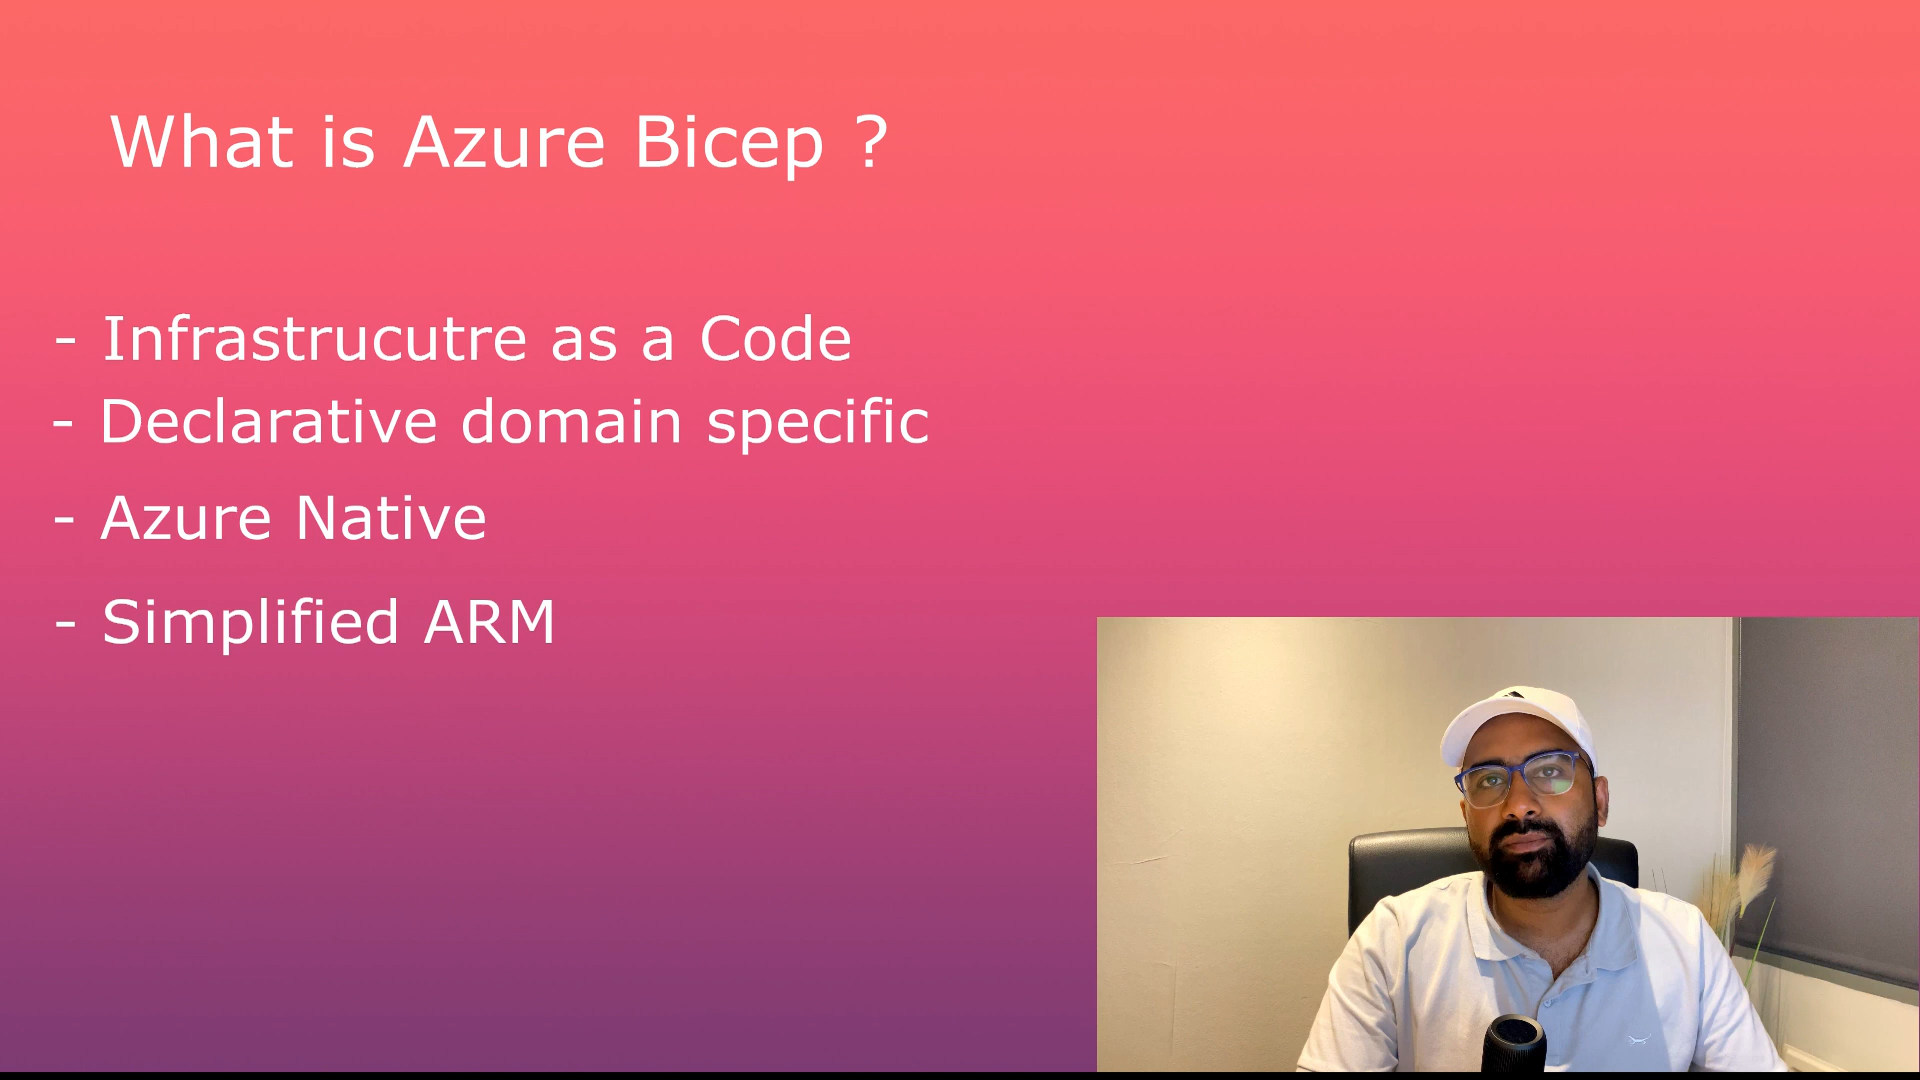 What is Azure Bicep ?
- Infrastrucutre as a Code
- Declarative domain specific
- Azure Native
- Simplified ARM